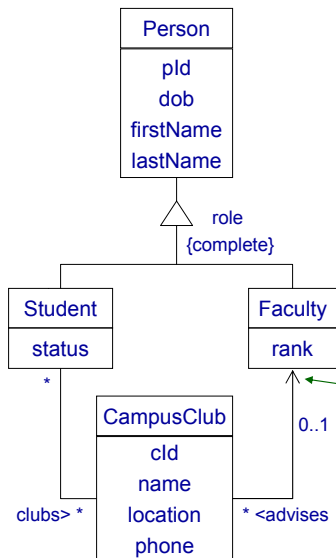 Person
pId
dob
firstName
lastName
role
{complete}
Student
status
Faculty
rank
*
0..1
CampusClub
cId
name
location
phone
clubs> *
* <advises